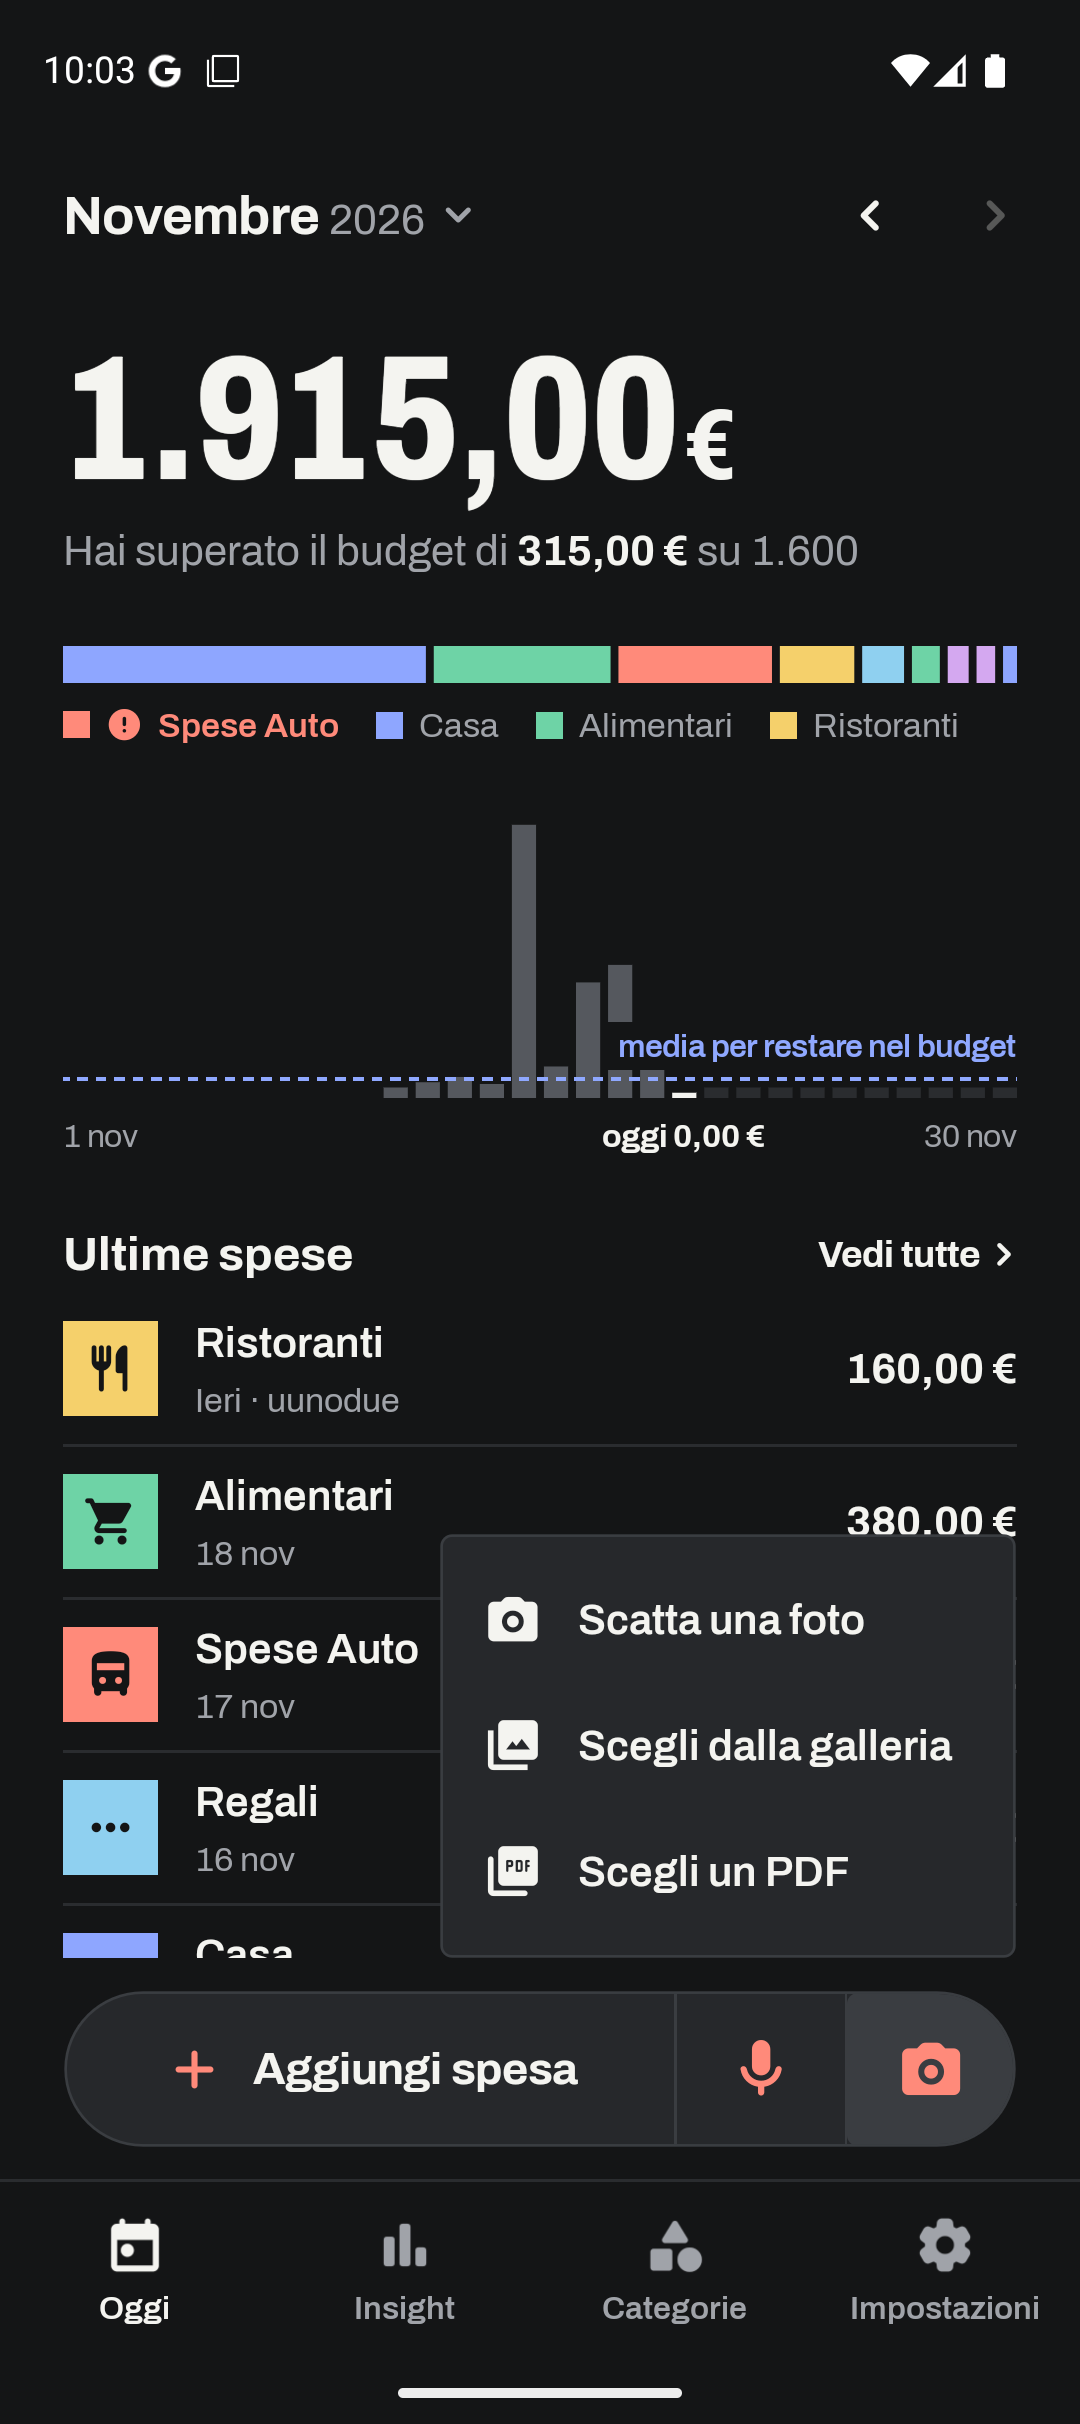 10:03
Novembre 2026
1.915,00€
Hai superato il budget di 315,00 € su 1.600
Spese Auto Casa Alimentari Ristoranti
media per restare nel budget
1 nov oggi 0,00 € 30 nov
Ultime spese Vedi tutte
Ristoranti
160,00 €
Ieri · uunodue
Alimentari
380,00 €
18 nov
Spese Auto
17 nov
Regali
16 nov
Casa
Scatta una foto
Scegli dalla galleria
PDF Scegli un PDF
Aggiungi spesa
Oggi Insight Categorie Impostazioni